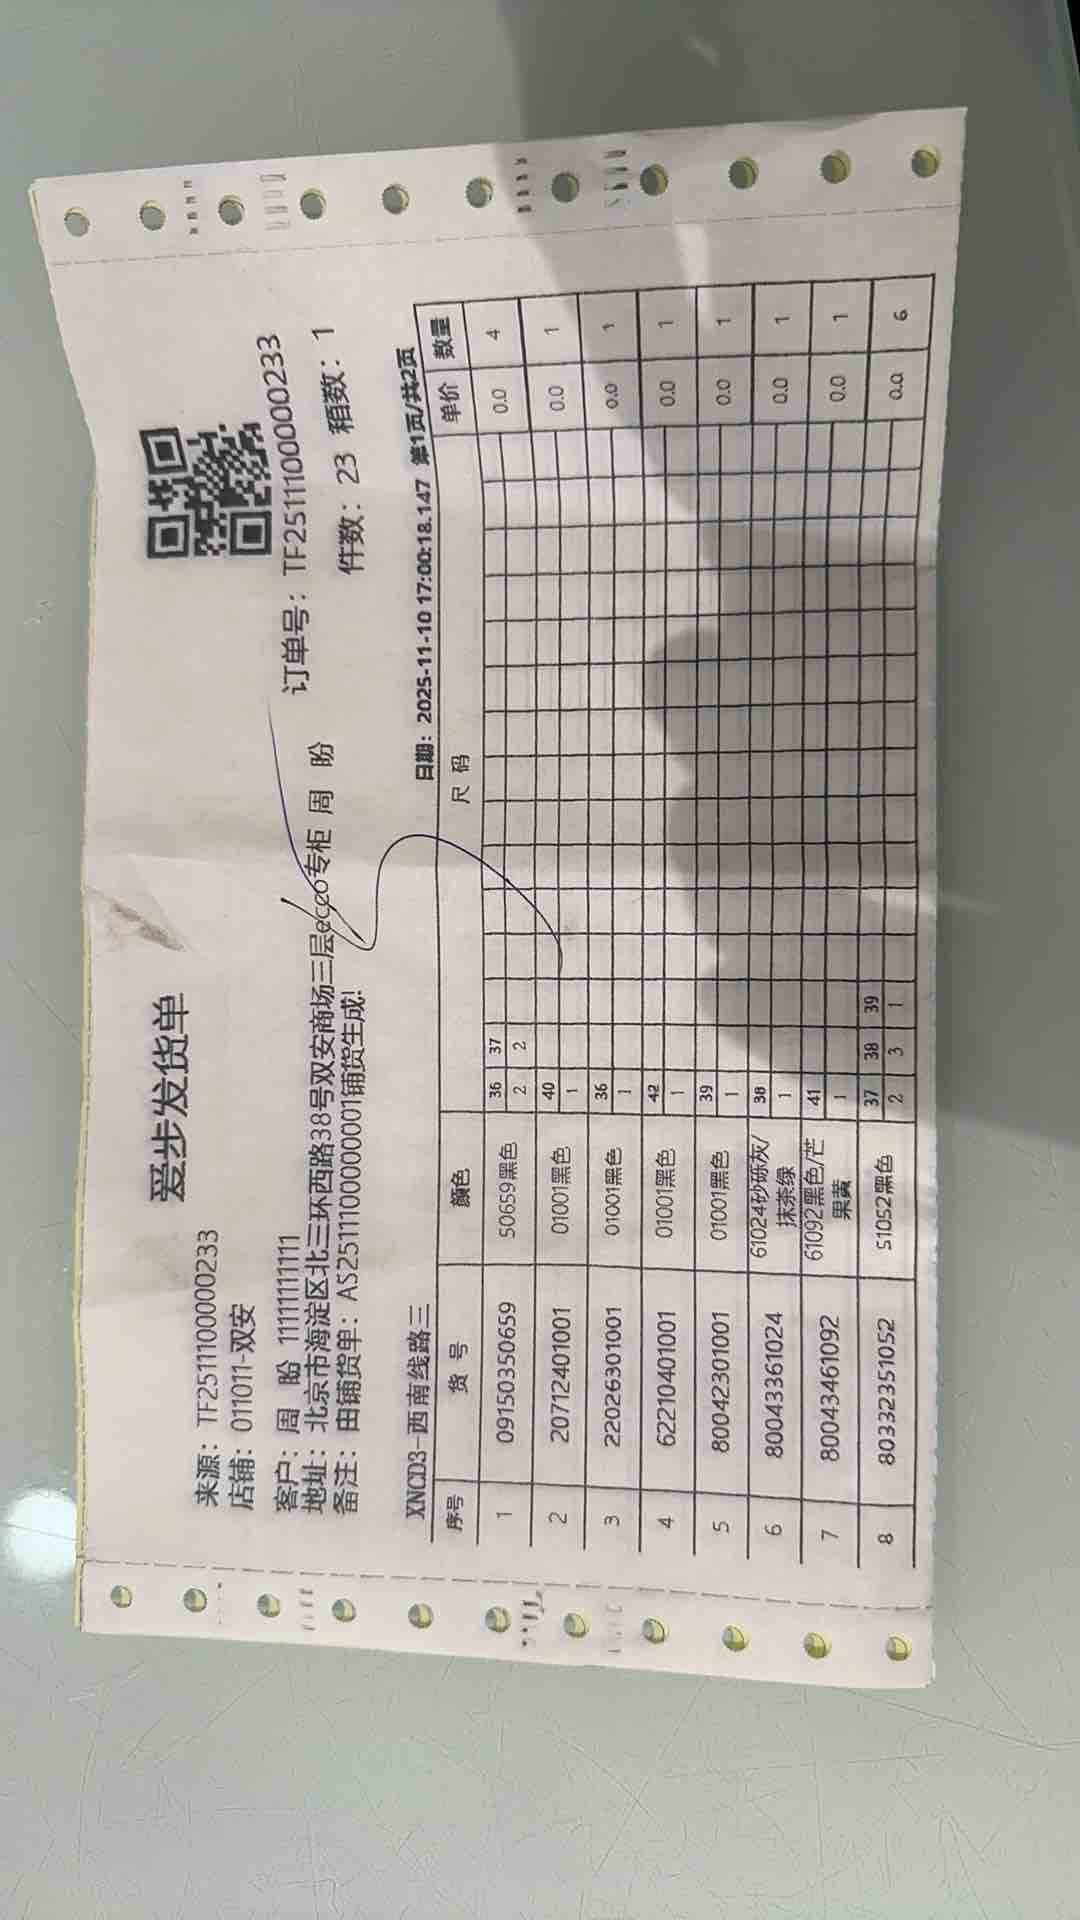 爱步发货单
来源：TF2511100000233
店铺：011011-双安
客户：周 盼 11111111111 订单号：TF2511100000233
地址：北京市海淀区北三环西路38号双安商场三层ecco专柜 周 盼 件数：23 箱数：1
备注：由铺货单：AS2511100000001铺货生成!
XNCD3-西南线路三 日期：2025-11-10 17:00:18.147 第1页/共2页
序号 货 号 颜色 尺 码 单价 数量
1 09150350659 50659黑色 36 37 0.0 4
2 2
2 20712401001 01001黑色 40 0.0 1
1
3 22026301001 01001黑色 36 0.0 1
1
4 62210401001 01001黑色 42 0.0 1
1
5 80042301001 01001黑色 39 0.0 1
1
6 80043361024 61024砂砾灰/ 38 0.0 1
抹茶绿 1
7 80043461092 61092黑色/芒 41 0.0 1
果黄 1
8 80332351052 51052黑色 37 38 39 0.0 6
2 3 1